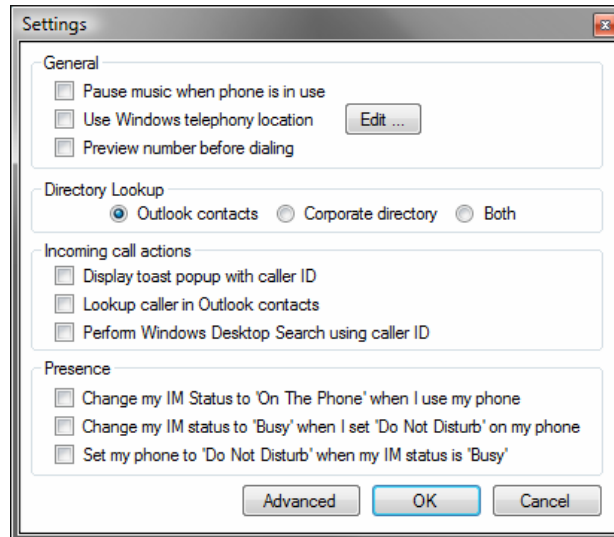 Settings
General
Pause music when phone is in use
Use Windows telephony location Edit ...
Preview number before dialing
Directory Lookup
Outlook contacts Corporate directory Both
Incoming call actions
Display toast popup with caller ID
Lookup caller in Outlook contacts
Perform Windows Desktop Search using caller ID
Presence
Change my IM Status to 'On The Phone' when I use my phone
Change my IM status to 'Busy' when I set 'Do Not Disturb' on my phone
Set my phone to 'Do Not Disturb' when my IM status is 'Busy'
Advanced OK Cancel